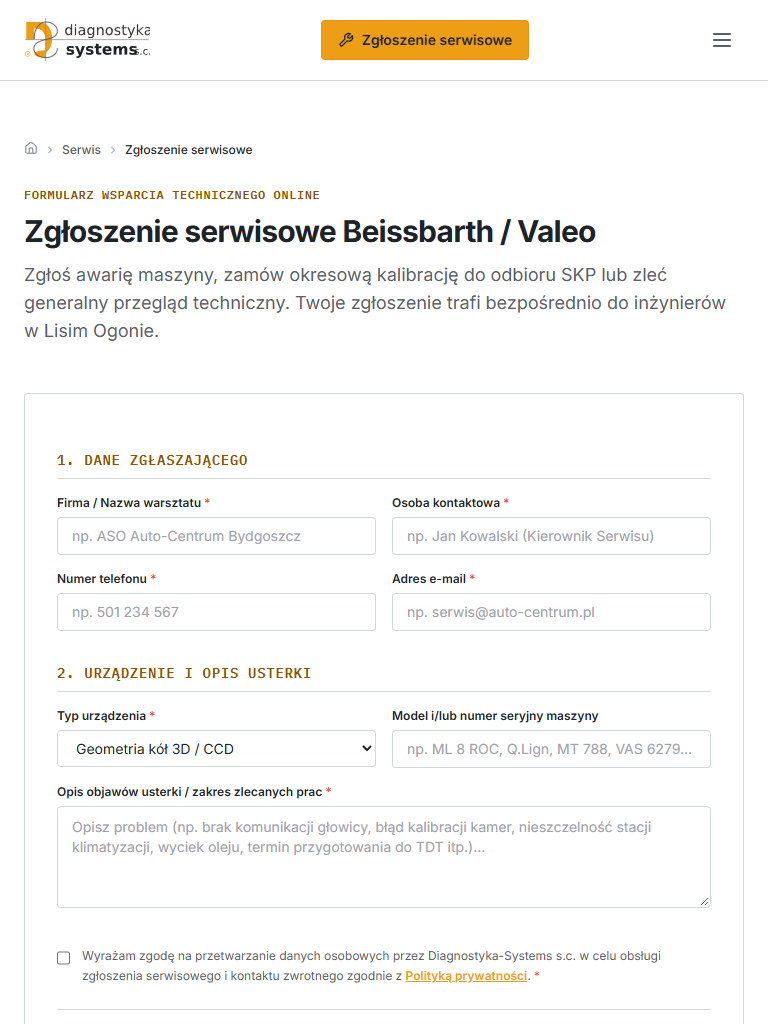 diagnostyka
systems s.c.
Zgłoszenie serwisowe
Serwis > Zgłoszenie serwisowe
FORMULARZ WSPARCIA TECHNICZNEGO ONLINE
Zgłoszenie serwisowe Beissbarth / Valeo
Zgłoś awarię maszyny, zamów okresową kalibrację do odbioru SKP lub zleć
generalny przegląd techniczny. Twoje zgłoszenie trafi bezpośrednio do inżynierów
w Lisim Ogonie.
1. DANE ZGŁASZAJĄCEGO
Firma / Nazwa warsztatu * Osoba kontaktowa *
np. ASO Auto-Centrum Bydgoszcz np. Jan Kowalski (Kierownik Serwisu)
Numer telefonu * Adres e-mail *
np. 501 234 567 np. serwis@auto-centrum.pl
2. URZĄDZENIE I OPIS USTERKI
Typ urządzenia * Model i/lub numer seryjny maszyny
Geometria kół 3D / CCD np. ML 8 ROC, Q.Lign, MT 788, VAS 6279...
Opis objawów usterki / zakres zlecanych prac *
Opisz problem (np. brak komunikacji głowicy, błąd kalibracji kamer, nieszczelność stacji
klimatyzacji, wyciek oleju, termin przygotowania do TDT itp.)...
Wyrażam zgodę na przetwarzanie danych osobowych przez Diagnostyka-Systems s.c. w celu obsługi
zgłoszenia serwisowego i kontaktu zwrotnego zgodnie z Polityką prywatności. *